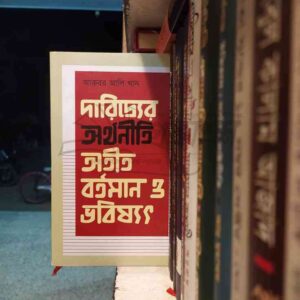 আকবর আলি খান
দারিদ্র্যের
অর্থনীতি
অতীত
বর্তমান ও
ভবিষ্যৎ